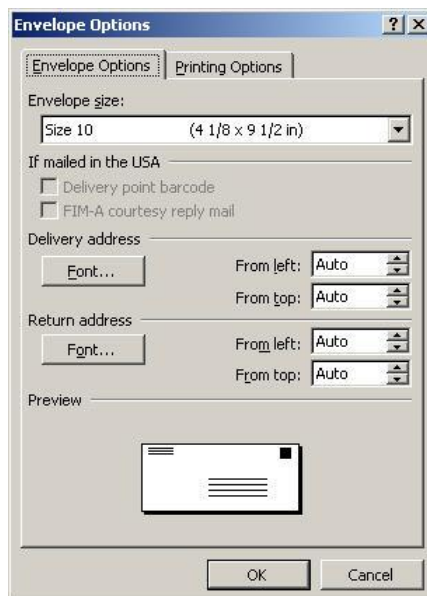 Envelope Options
Envelope Options Printing Options
Envelope size:
Size 10 (4 1/8 x 9 1/2 in)
If mailed in the USA
Delivery point barcode
FIM-A courtesy reply mail
Delivery address
Font... From left: Auto
From top: Auto
Return address
Font... From left: Auto
From top: Auto
Preview
OK Cancel